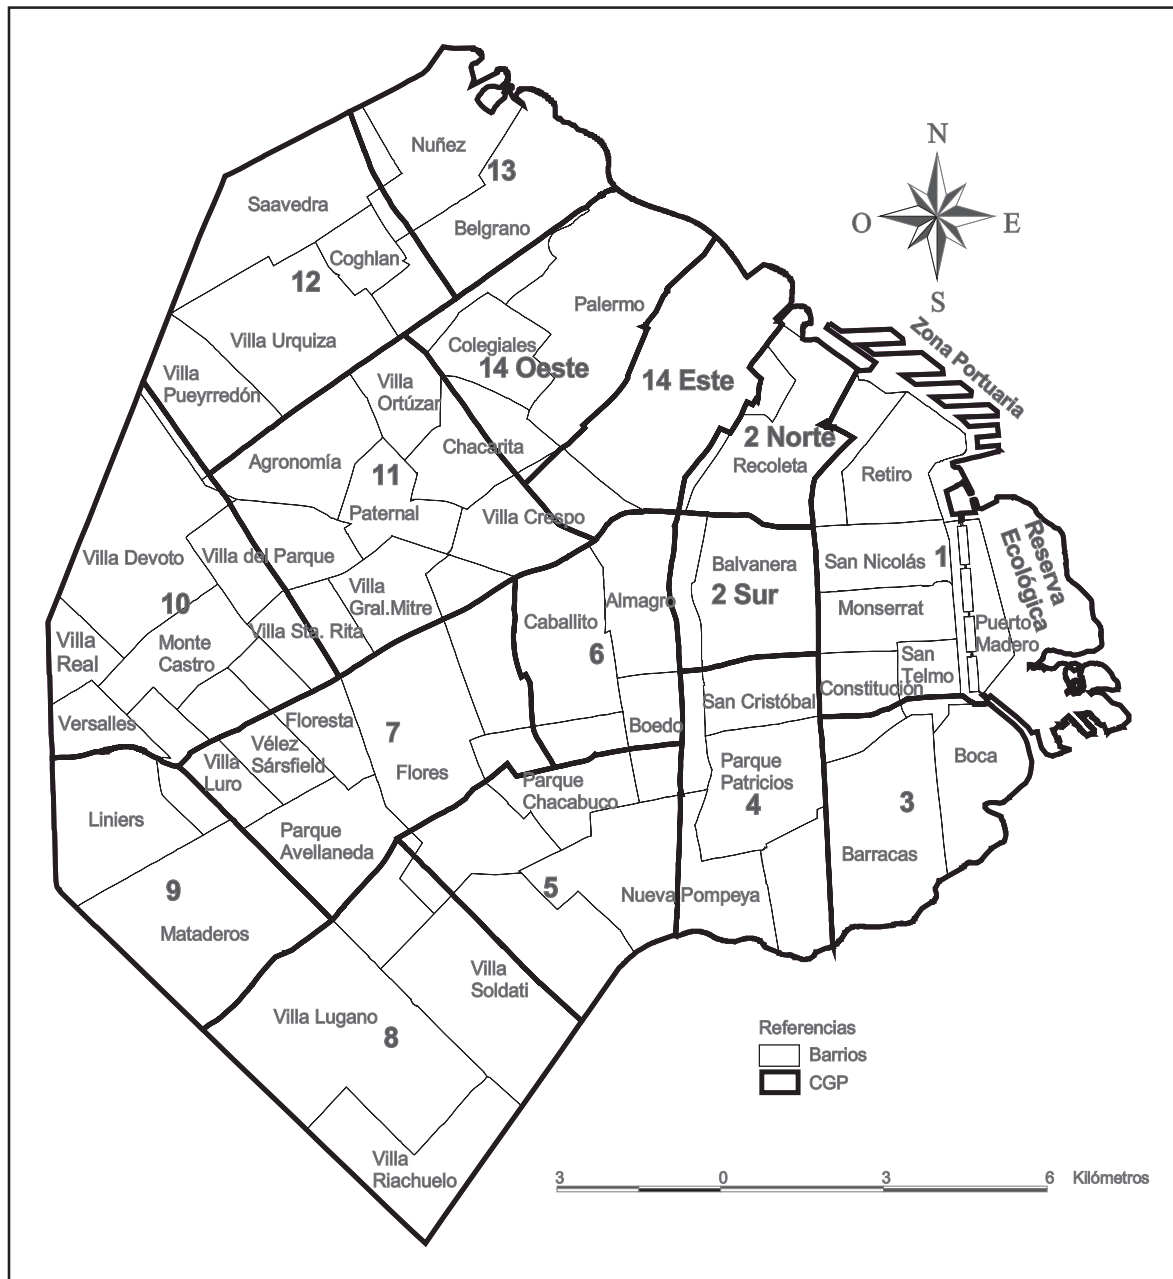 N
O
E
S
Nuñez
13
Saavedra
Belgrano
Coghlan
12
Palermo
Villa Urquiza
Colegiales
14 Oeste
14 Este
Zona Portuaria
Villa
Pueyrredón
Villa
Ortúzar
2 Norte
Recoleta
Chacarita
Agronomía
11
Retiro
Paternal
Villa Crespo
Reserva
Ecológica
Villa Devoto
Villa del Parque
Balvanera
San Nicolás
1
Villa
Gral.Mitre
2 Sur
Almagro
Monserrat
10
Caballito
Puerto
Madero
Villa Sta. Rita
Villa
Real
Monte
Castro
6
San
Telmo
Constitución
Versalles
Floresta
7
San Cristóbal
Boedo
Vélez
Sársfield
Villa
Luro
Flores
Boca
Parque
Chacabuco
Parque
Patricios
4
3
Liniers
Parque
Avellaneda
Barracas
9
5
Nueva Pompeya
Mataderos
Villa
Soldati
Villa Lugano
8
Referencias
Barrios
CGP
Villa
Riachuelo
3 0 3 6 Kilómetros